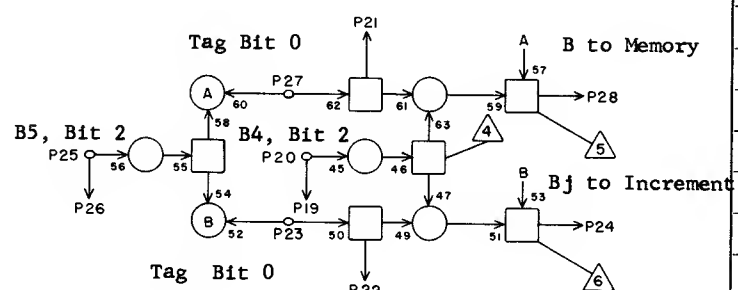 P21
Tag Bit 0
A
B to Memory
P27
A
60
62
61
59
57
P28
58
63
B5, Bit 2
B4, Bit 2
4
5
P25
56
55
P20
45
46
P26
54
P19
47
B
53
Bj to Increment
B
52
P23
50
49
51
P24
Tag Bit 0
6